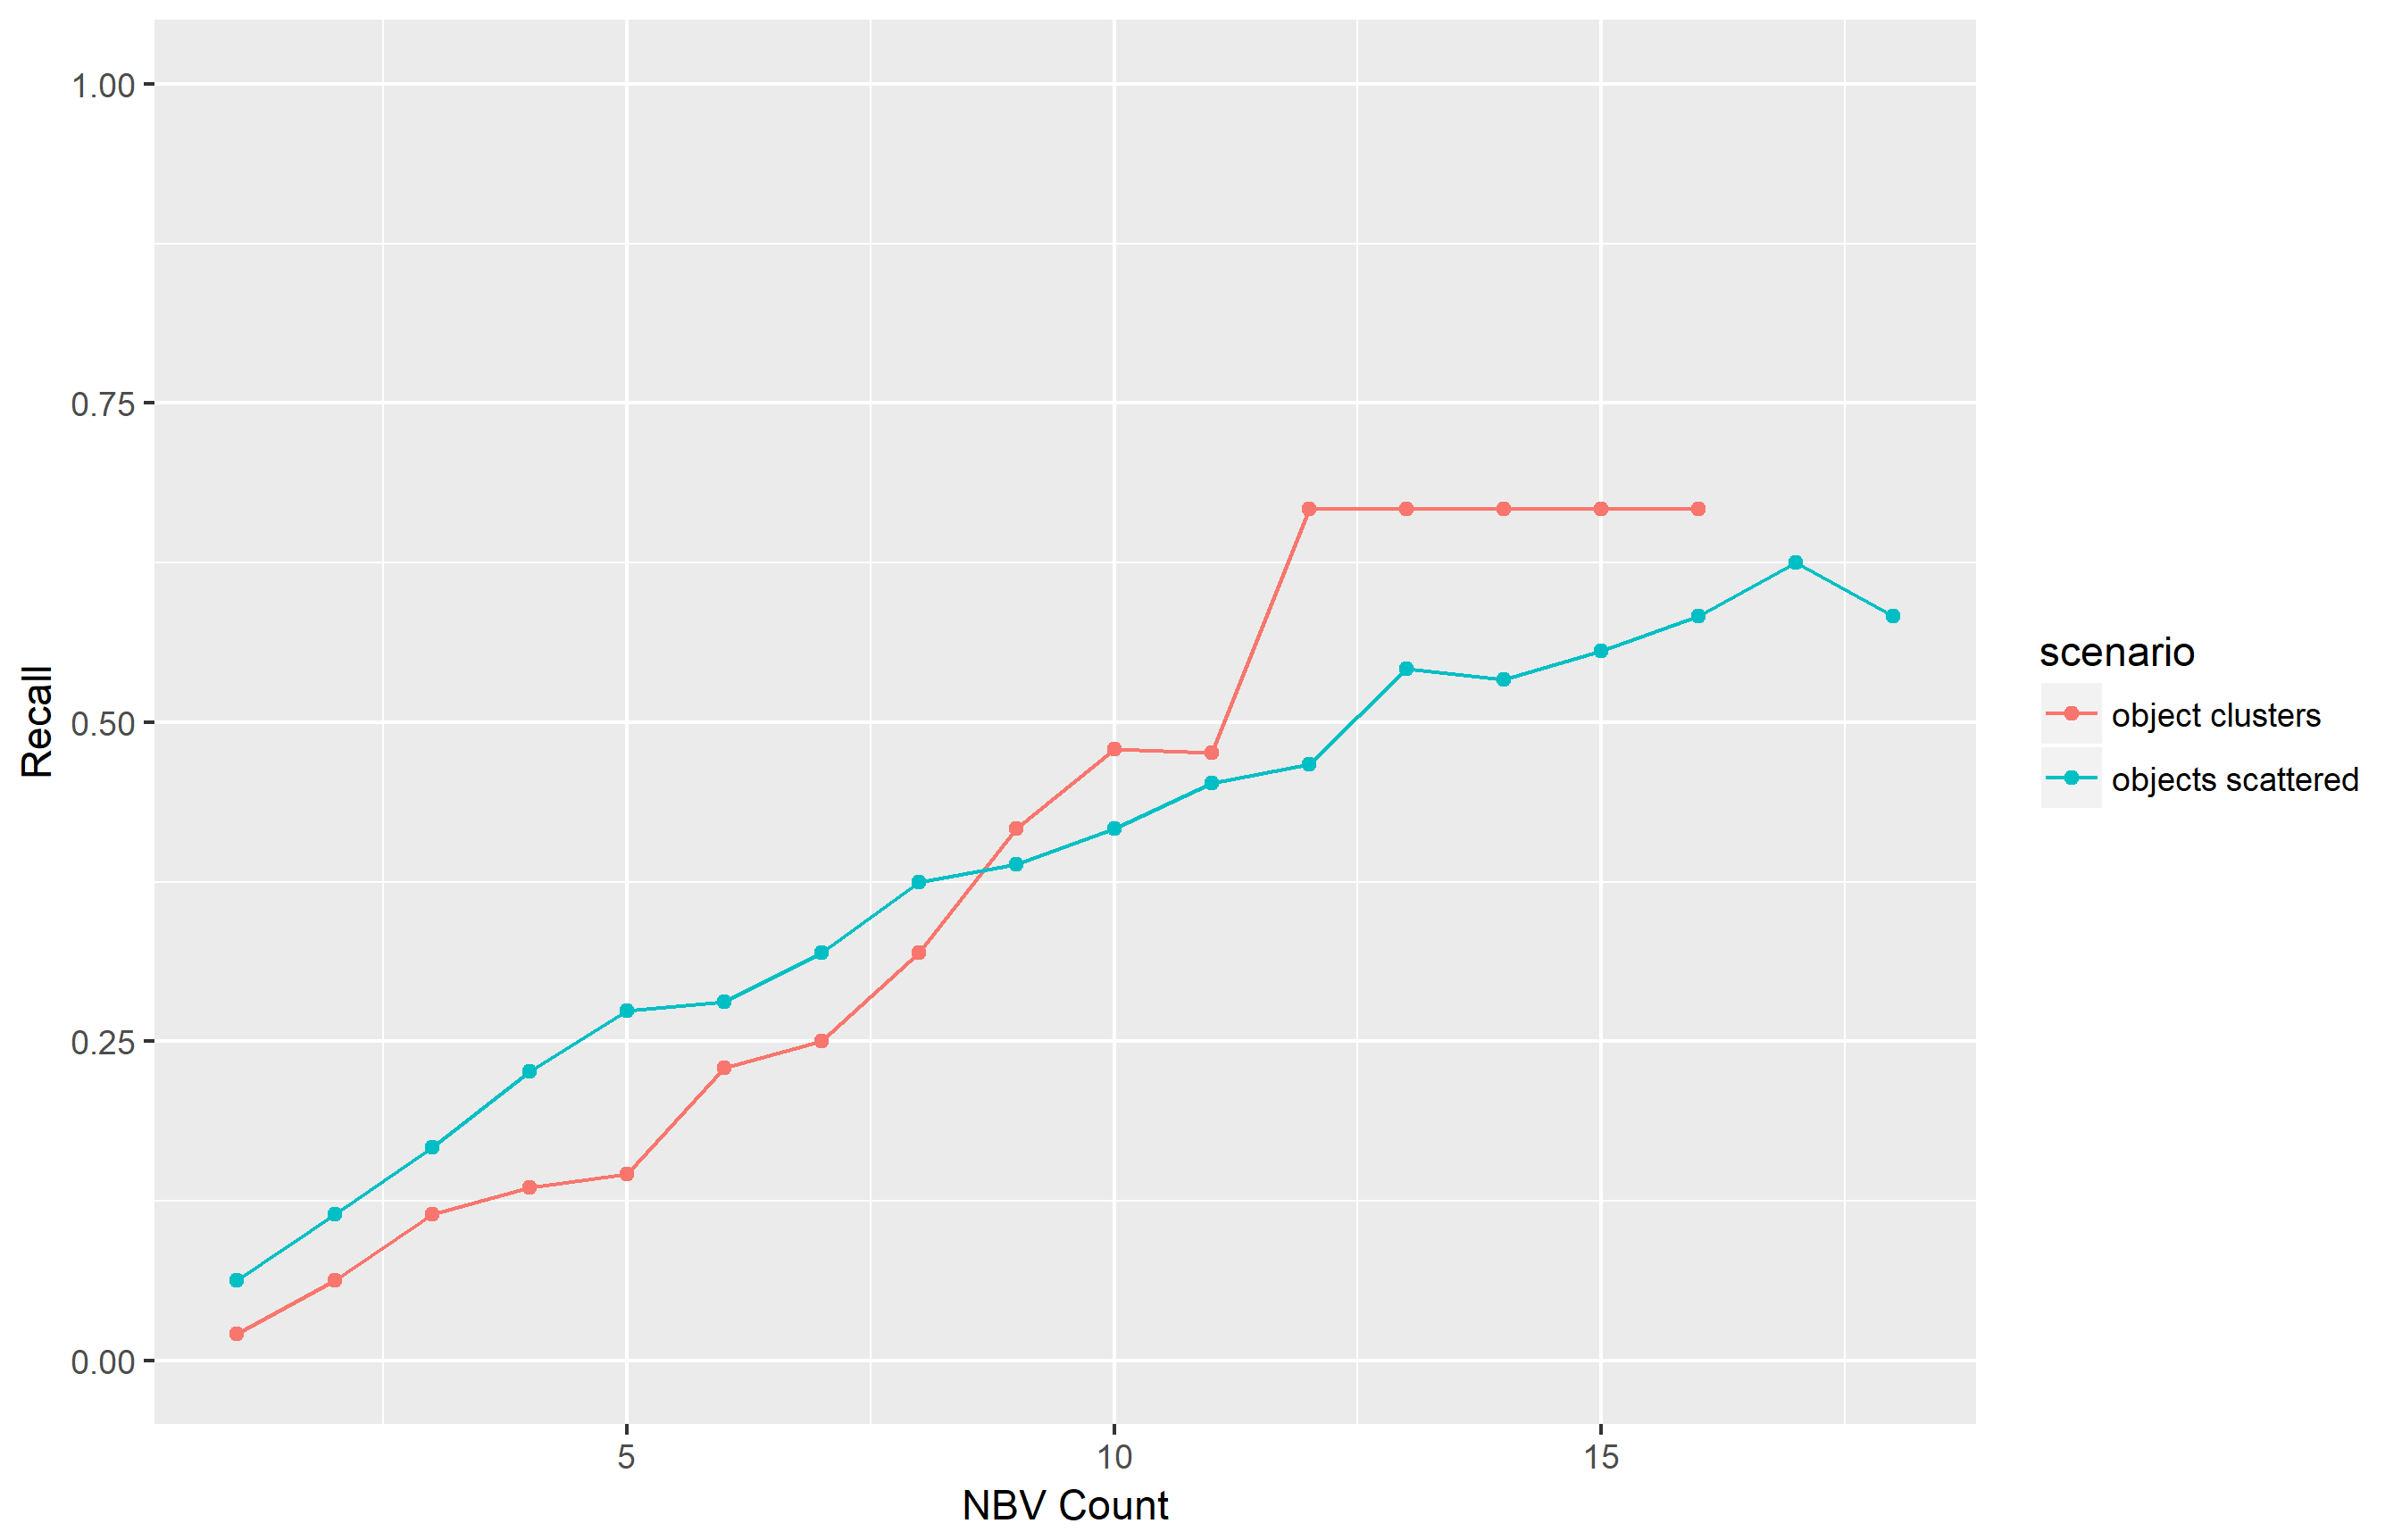 1.00
0.75
0.50
0.25
0.00
Recall
5 10 15
NBV Count
scenario
object clusters
objects scattered